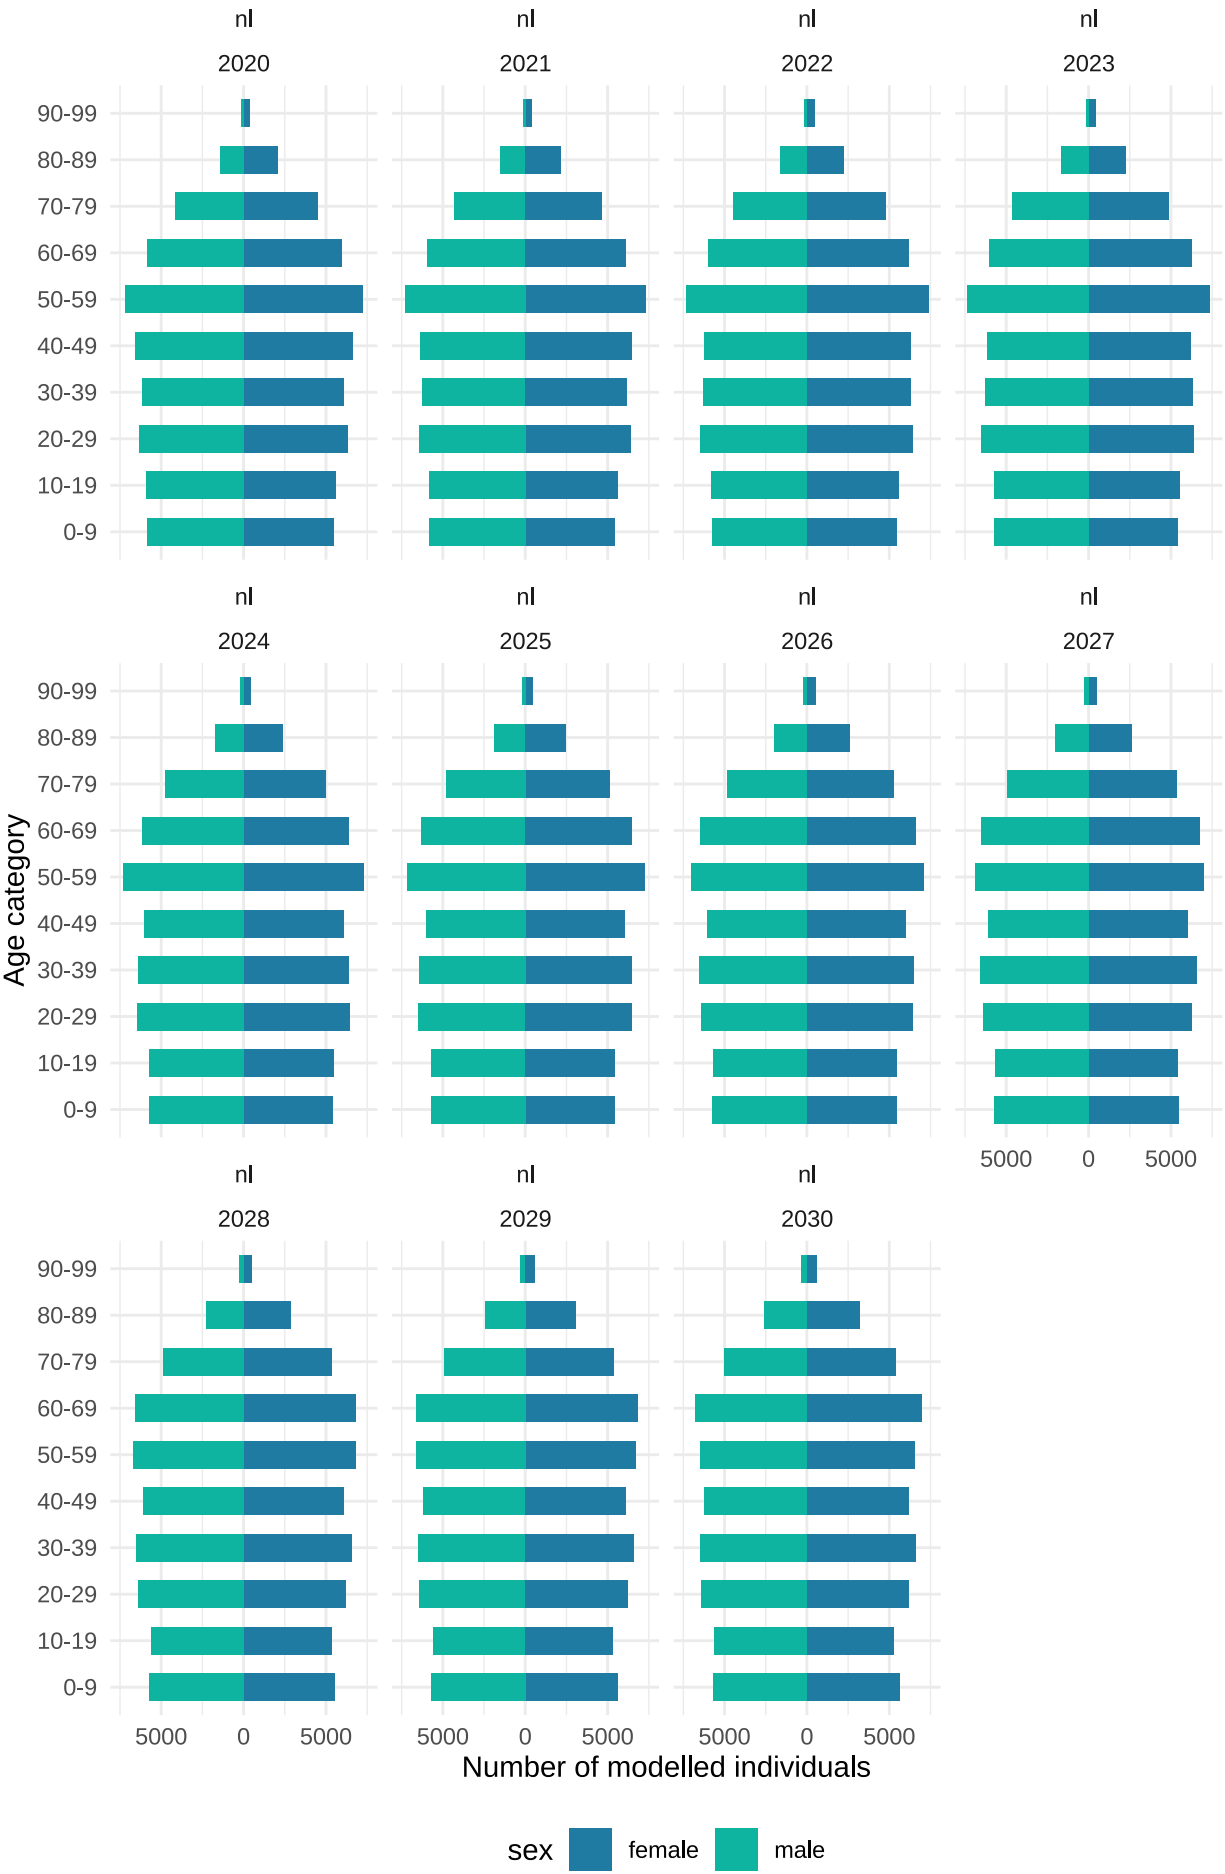 nl nl nl nl
2020 2021 2022 2023
90-99
80-89
70-79
60-69
50-59
40-49
30-39
20-29
10-19
0-9
nl nl nl nl
2024 2025 2026 2027
90-99
80-89
70-79
60-69
50-59
40-49
30-39
20-29
10-19
0-9
Age category
5000 0 5000
nl nl nl
2028 2029 2030
90-99
80-89
70-79
60-69
50-59
40-49
30-39
20-29
10-19
0-9
5000 0 5000 5000 0 5000 5000 0 5000
Number of modelled individuals
sex female male